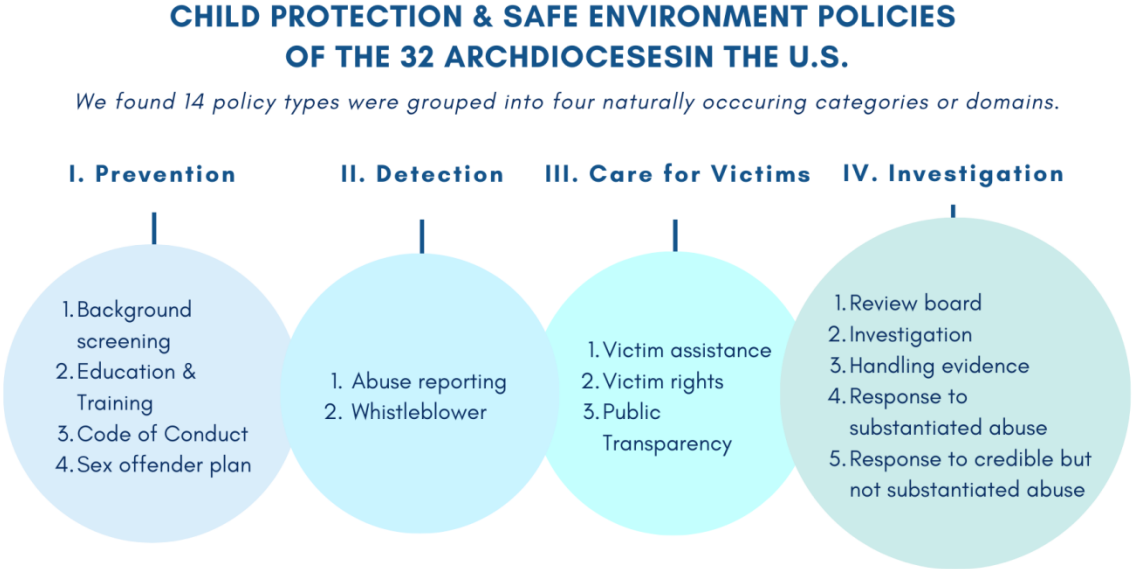 CHILD PROTECTION & SAFE ENVIRONMENT POLICIES
OF THE 32 ARCHDIOCESESIN THE U.S.
We found 14 policy types were grouped into four naturally occcuring categories or domains.
I. Prevention
1. Background
screening
2. Education &
Training
3. Code of Conduct
4. Sex offender plan
II. Detection
1. Abuse reporting
2. Whistleblower
III. Care for Victims
1. Victim assistance
2. Victim rights
3. Public
Transparency
IV. Investigation
1. Review board
2. Investigation
3. Handling evidence
4. Response to
substantiated abuse
5. Response to credible but
not substantiated abuse